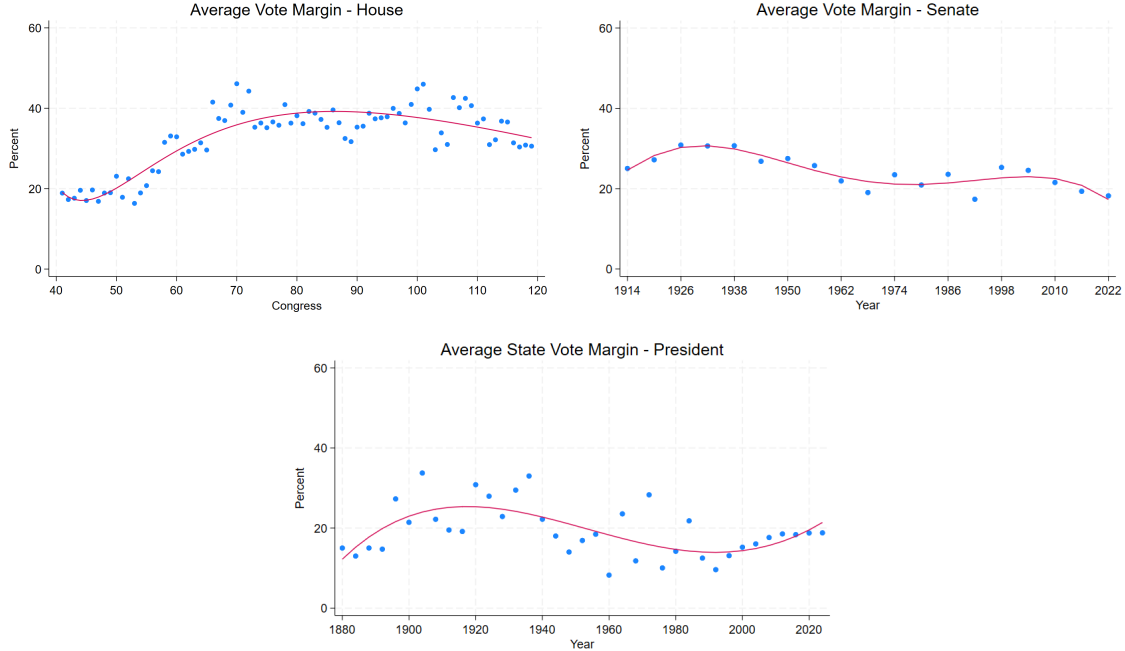 Average Vote Margin - House
60
40
20
0
Percent
40 50 60 70 80 90 100 110 120
Congress
Average Vote Margin - Senate
60
40
20
0
Percent
1914 1926 1938 1950 1962 1974 1986 1998 2010 2022
Year
Average State Vote Margin - President
60
40
20
0
Percent
1880 1900 1920 1940 1960 1980 2000 2020
Year